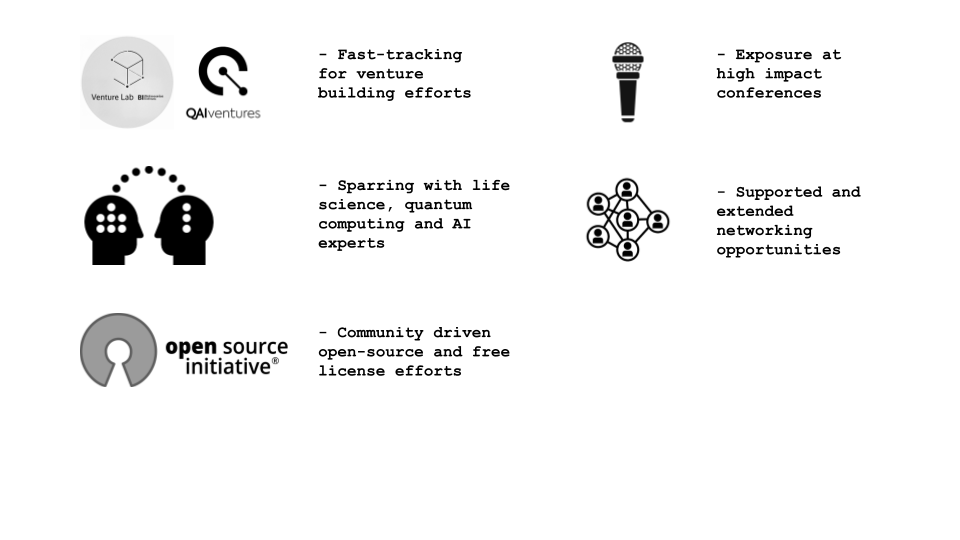 Venture Lab
QAIventures
- Fast-tracking
for venture
building efforts
- Exposure at
high impact
conferences
- Sparring with life
science, quantum
computing and AI
experts
- Supported and
extended
networking
opportunities
open source
initiative®
- Community driven
open-source and free
license efforts